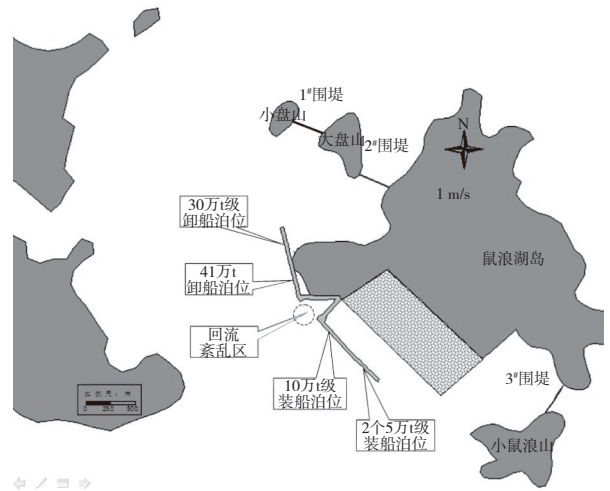 1#围堤
小盘山
大盘山
2#围堤
N
1 m/s
30万t级
卸船泊位
鼠浪湖岛
41万t
卸船泊位
回流
紊乱区
3#围堤
10万t级
装船泊位
2个5万t级
装船泊位
小鼠浪山
0 250 500